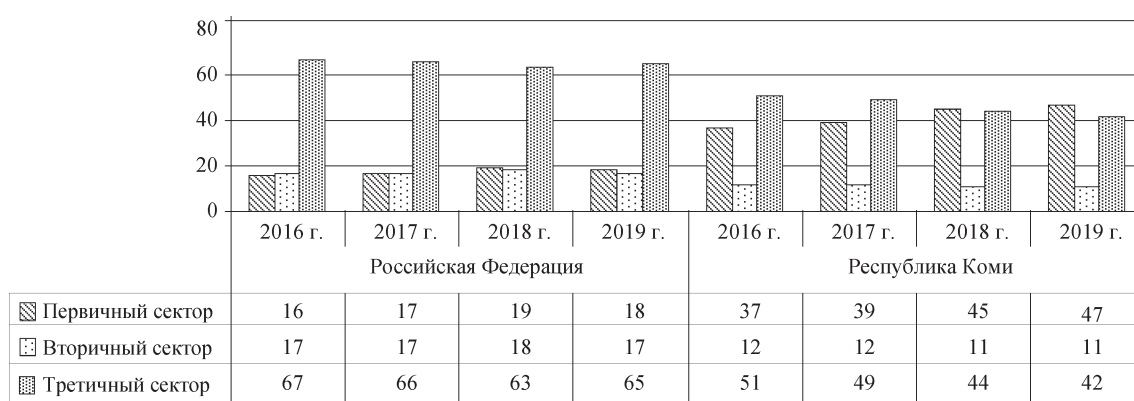 80
60
40
20
0
2016 г. 2017 г. 2018 г. 2019 г. 2016 г. 2017 г. 2018 г. 2019 г.
Российская Федерация Республика Коми
Первичный сектор 16 17 19 18 37 39 45 47
Вторичный сектор 17 17 18 17 12 12 11 11
Третичный сектор 67 66 63 65 51 49 44 42